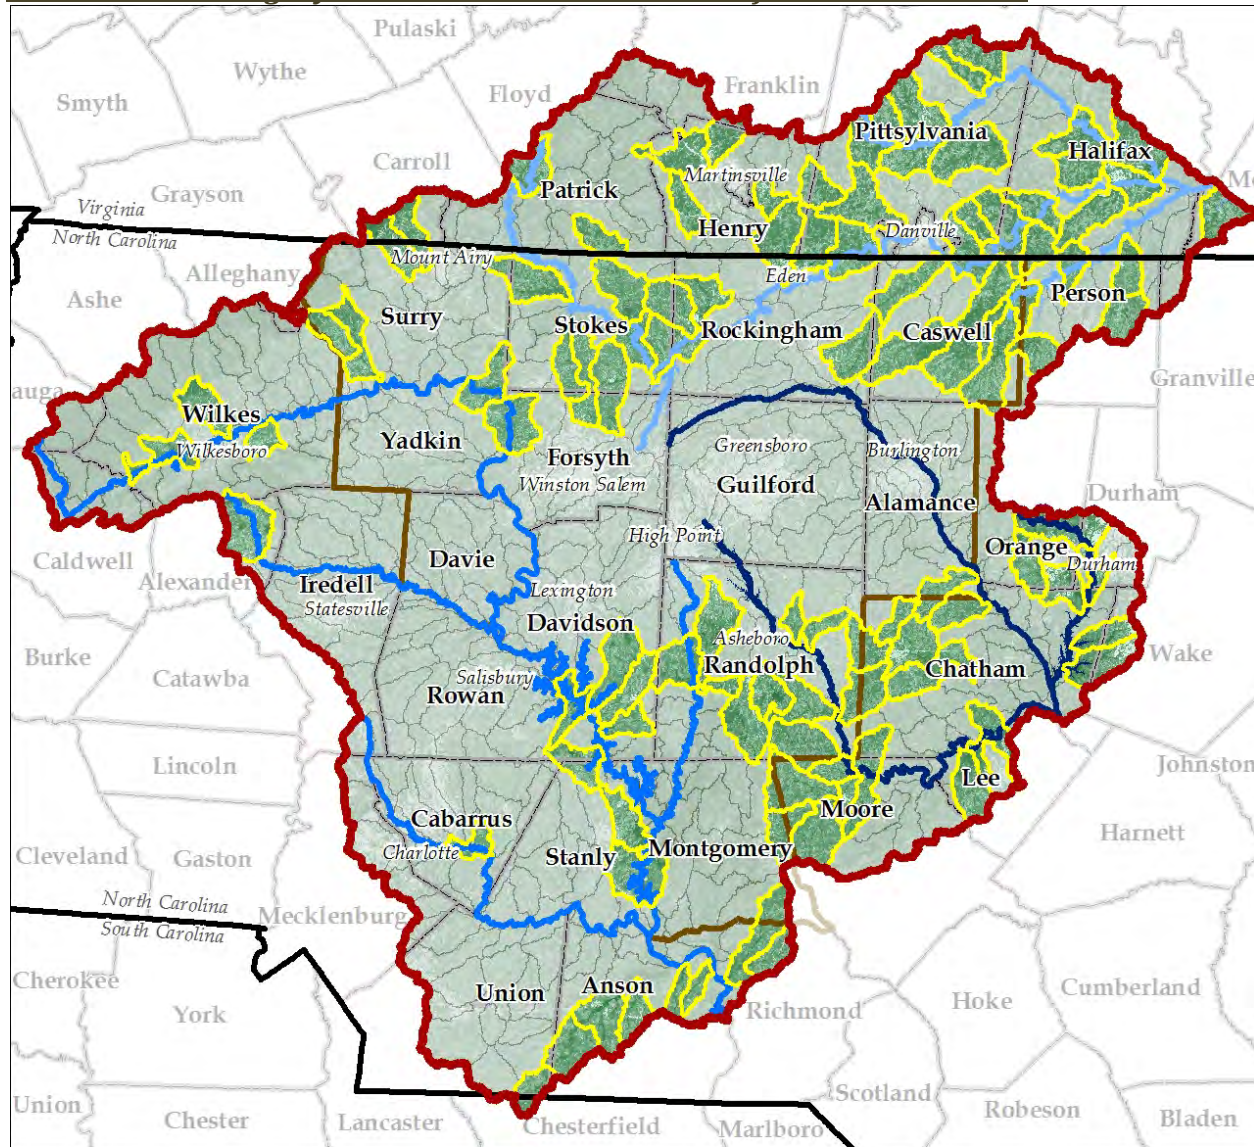 Pulaski
Wythe
Franklin
Smyth
Floyd
Pittsylvania
Halifax
Carroll
Martinsville
Patrick
Grayson
Virginia
North Carolina
Henry
Danville
Mount Airy
Alleghany
Eden
Ashe
Person
Surry
Stokes
Rockingham
Caswell
Granville
Wilkes
Yadkin
Greensboro
Burlington
Wilkesboro
Forsyth
Winston Salem
Guilford
Durham
Alamance
High Point
Orange
Durham
Caldwell
Davie
Alexander
Iredell
Statesville
Lexington
Davidson
Asheboro
Randolph
Chatham
Wake
Burke
Catawba
Salisbury
Rowan
Lincoln
Johnston
Lee
Moore
Cabarrus
Charlotte
Harnett
Cleveland
Gaston
Stanly
Montgomery
North Carolina
South Carolina
Mecklenburg
Cherokee
York
Union
Anson
Richmond
Hoke
Cumberland
Union
Chester
Lancaster
Chesterfield
Marlboro
Scotland
Robeson
Bladen